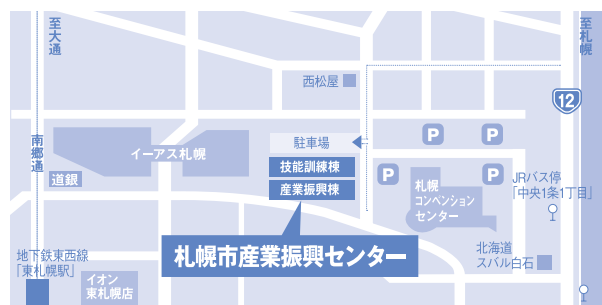 至大通
至札幌
西松屋
12
南郷通
駐車場
P
P
イーアス札幌
技能訓練棟
道銀
産業振興棟
P
P
札幌
コンベンション
センター
JRバス停
「中央1条1丁目」
札幌市産業振興センター
地下鉄東西線
「東札幌駅」
イオン
東札幌店
北海道
スバル白石